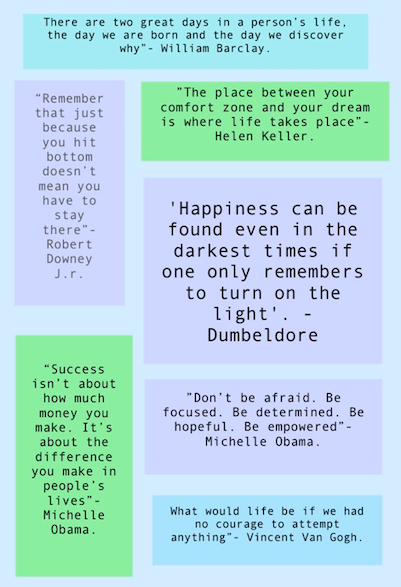 There are two great days in a person's life,
the day we are born and the day we discover
why"- William Barclay.
“Remember
that just
because
you hit
bottom
doesn't
mean you
have to
stay
there”-
Robert
Downey
J.r.
”The place between your
comfort zone and your dream
is where life takes place”-
Helen Keller.
'Happiness can be
found even in the
darkest times if
one only remembers
to turn on the
light'. -
Dumbeldore
“Success
isn't about
how much
money you
make. It's
about the
difference
you make in
people's
lives”-
Michelle
Obama.
”Don't be afraid. Be
focused. Be determined. Be
hopeful. Be empowered”-
Michelle Obama.
What would life be if we had
no courage to attempt
anything”- Vincent Van Gogh.